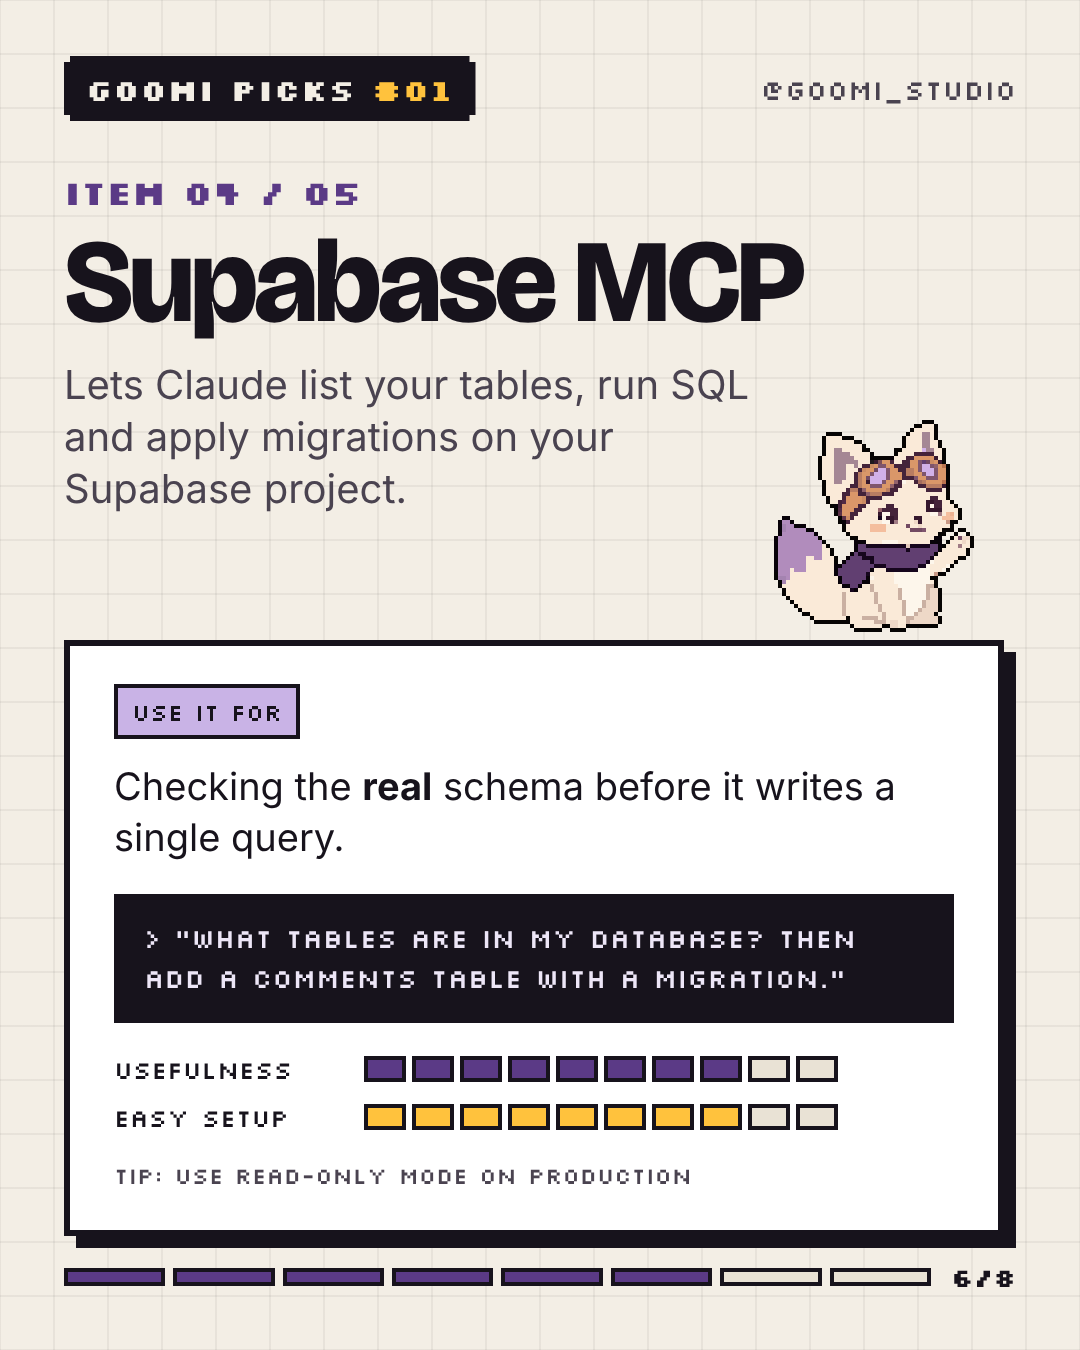 GOOMI PICKS #01
@GOOMI_STUDIO
ITEM 04 / 05
Supabase MCP
Lets Claude list your tables, run SQL
and apply migrations on your
Supabase project.
USE IT FOR
Checking the real schema before it writes a
single query.
> "WHAT TABLES ARE IN MY DATABASE? THEN
ADD A COMMENTS TABLE WITH A MIGRATION."
USEFULNESS
EASY SETUP
TIP: USE READ-ONLY MODE ON PRODUCTION
6/8